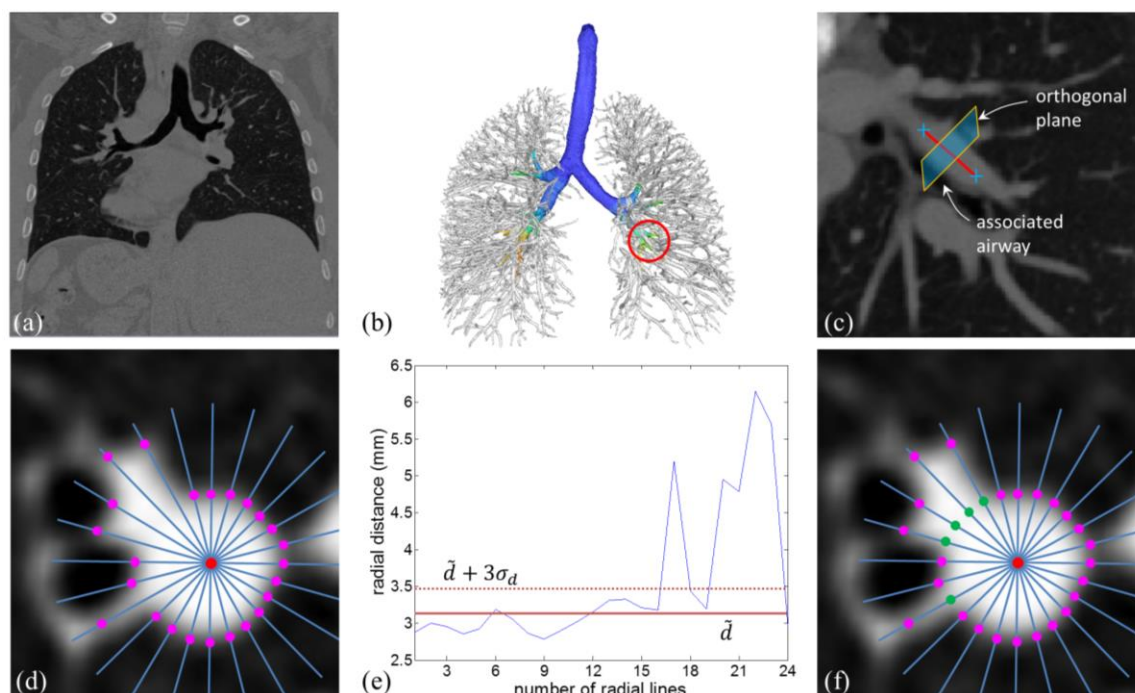 (a)
(b)
orthogonal
plane
associated
airway
(c)
(d)
radial distance (mm)
6.5
6
5.5
5
4.5
4
3.5
3
2.5
d̃ + 3σd
d̃
3 6 9 12 15 18 21 24
number of radial lines
(e)
(f)